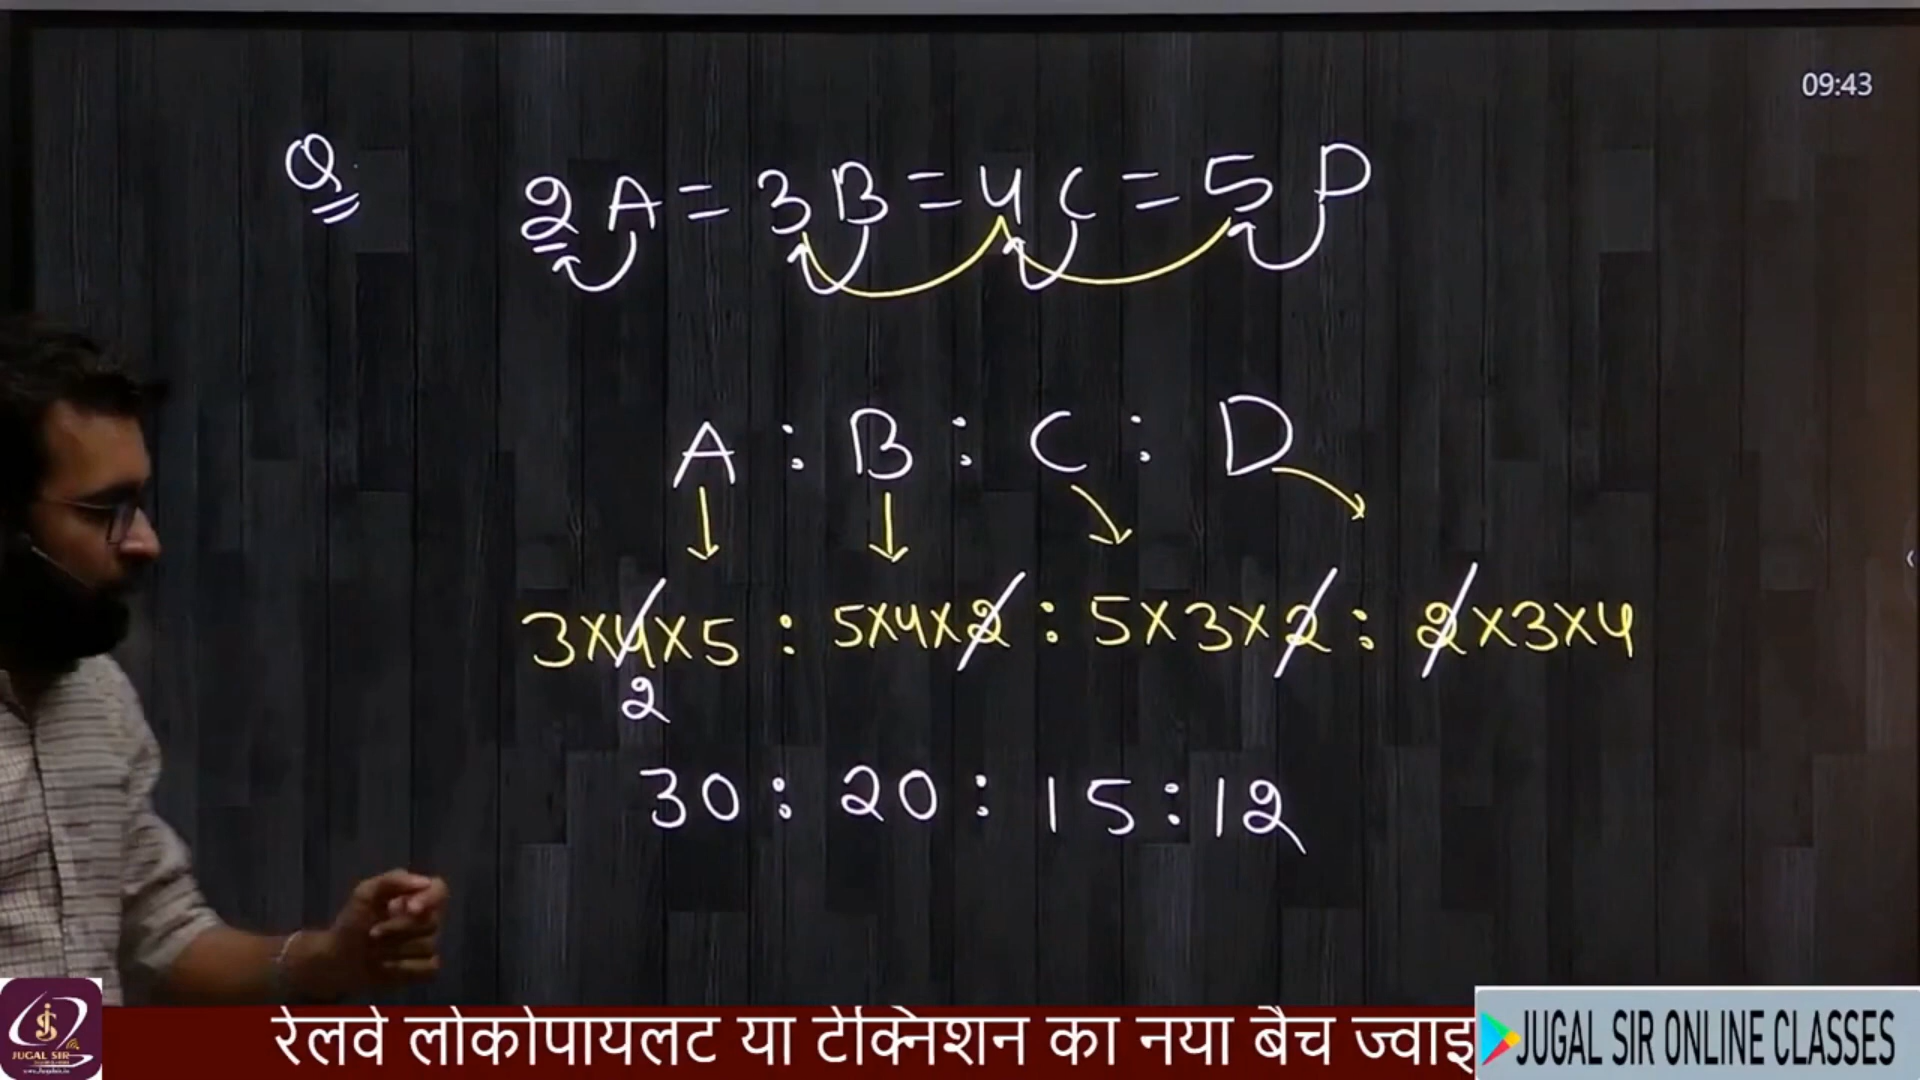 09:43
Q. 2A = 3B = 4C = 5D
A : B : C : D
3×4×5 : 5×4×2 : 5×3×2 : 2×3×4
2
30 : 20 : 15 : 12
JUGAL SIR
रेलवे लोकोपायलट या टेक्निशन का नया बैच ज्वाइ
JUGAL SIR ONLINE CLASSES